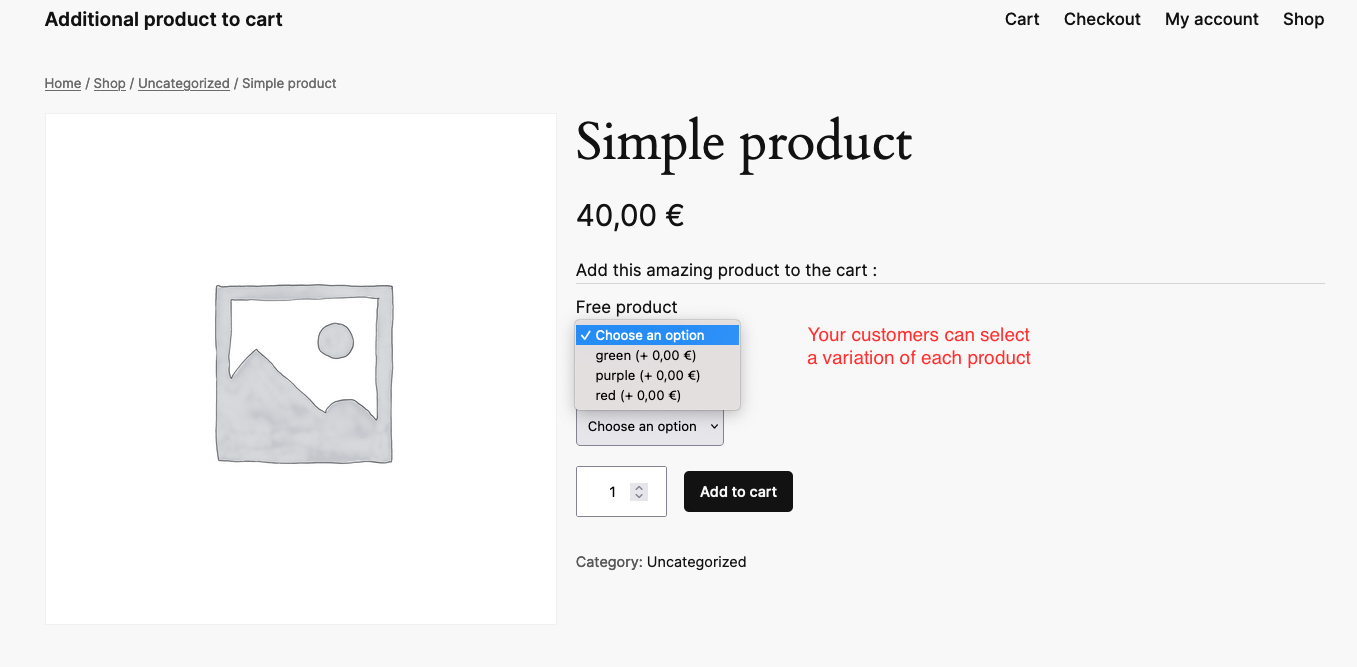 Additional product to cart
Cart Checkout My account Shop
Home / Shop / Uncategorized / Simple product
Simple product
40,00 €
Add this amazing product to the cart :
Free product
✓ Choose an option
green (+ 0,00 €)
purple (+ 0,00 €)
red (+ 0,00 €)
Your customers can select
a variation of each product
Choose an option
1
Add to cart
Category: Uncategorized